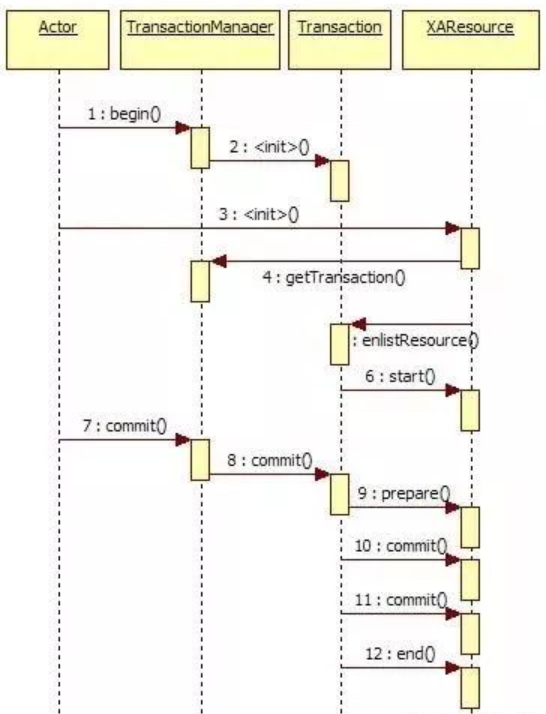 Actor TransactionManager Transaction XAResource
1 : begin()
2 : <init>()
3 : <init>()
4 : getTransaction()
: enlistResource()
6 : start()
7 : commit()
8 : commit()
9 : prepare()
10 : commit()
11 : commit()
12 : end()